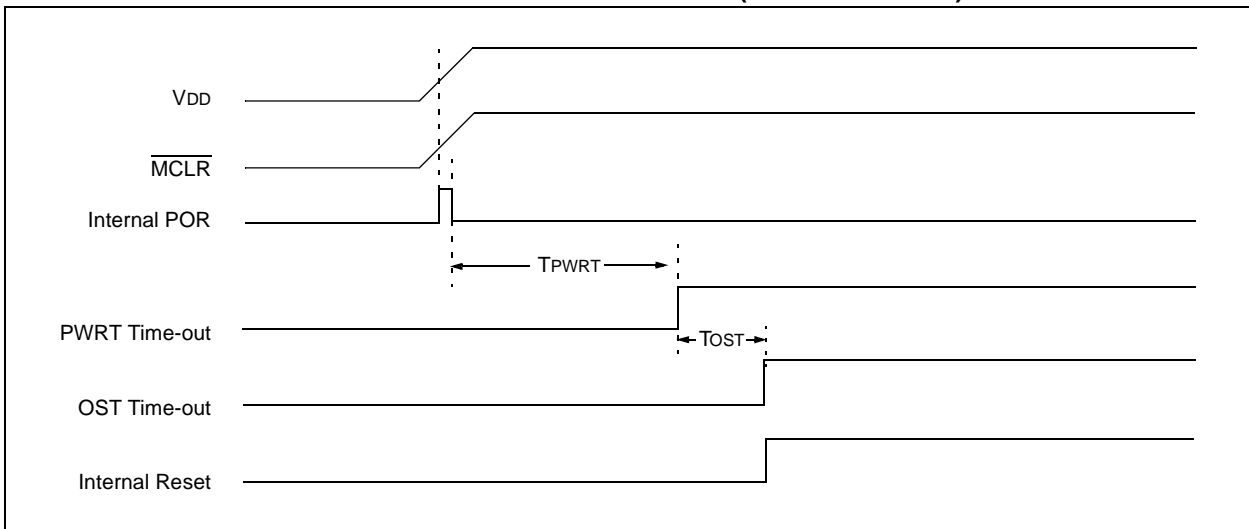 VDD
MCLR
Internal POR
TPWRT
PWRT Time-out
TOST
OST Time-out
Internal Reset